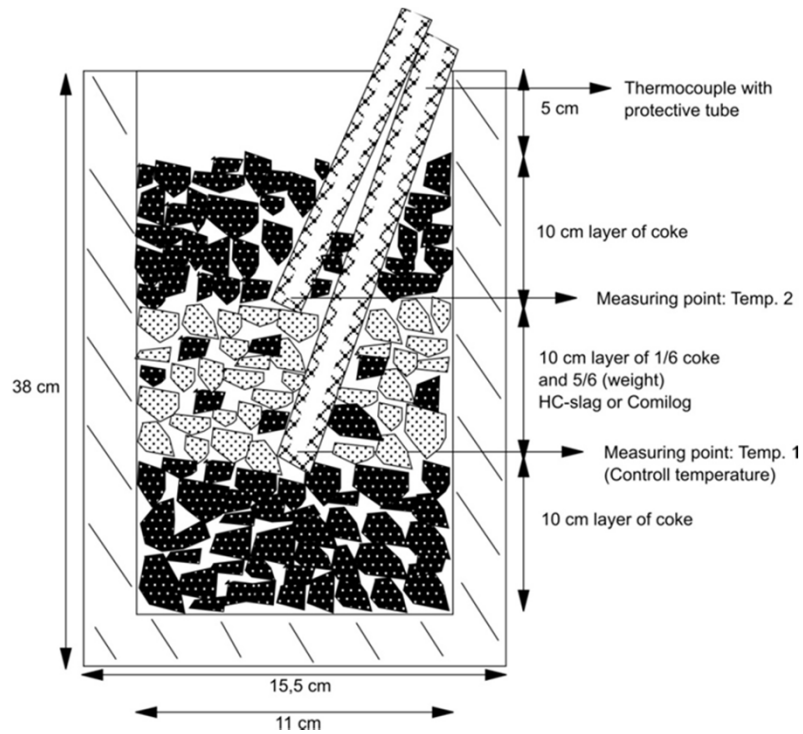 Thermocouple with
protective tube
5 cm
10 cm layer of coke
Measuring point: Temp. 2
10 cm layer of 1/6 coke
and 5/6 (weight)
HC-slag or Comilog
38 cm
Measuring point: Temp. 1
(Controll temperature)
10 cm layer of coke
15,5 cm
11 cm